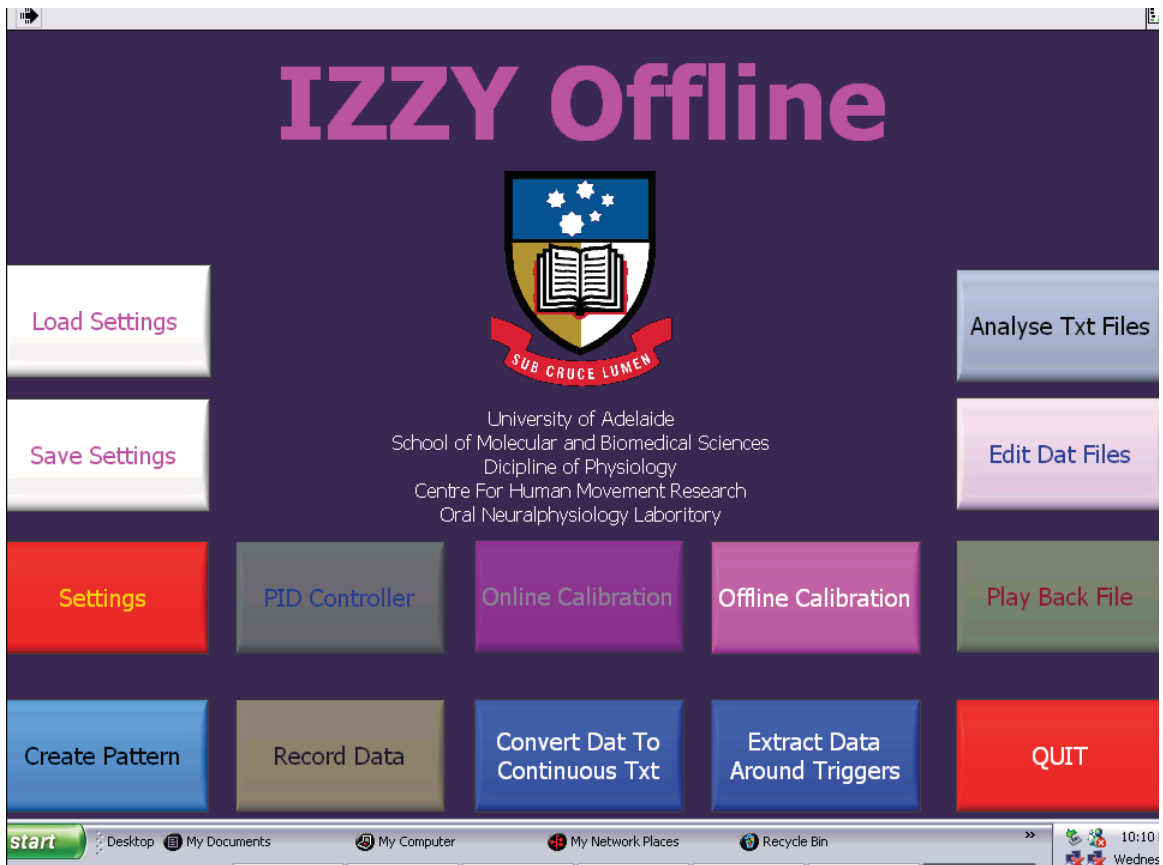 IZZY Offline
SUB CRUCE LUMEN
Load Settings
Analyse Txt Files
University of Adelaide
School of Molecular and Biomedical Sciences
Dicipline of Physiology
Centre For Human Movement Research
Oral Neuralphysiology Laboritory
Save Settings
Edit Dat Files
Settings
PID Controller
Online Calibration
Offline Calibration
Play Back File
Create Pattern
Record Data
Convert Dat To
Continuous Txt
Extract Data
Around Triggers
QUIT
start
Desktop
My Documents
My Computer
My Network Places
Recycle Bin
»
10:10